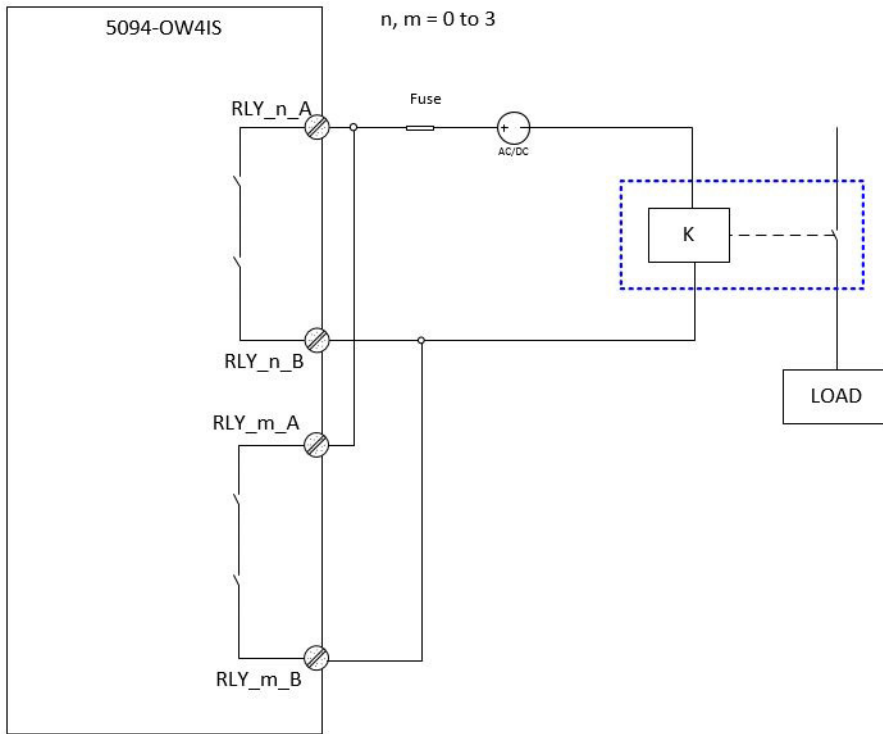 5094-OW4IS
n, m = 0 to 3
RLY_n_A
Fuse
+
AC/DC
K
RLY_n_B
LOAD
RLY_m_A
RLY_m_B